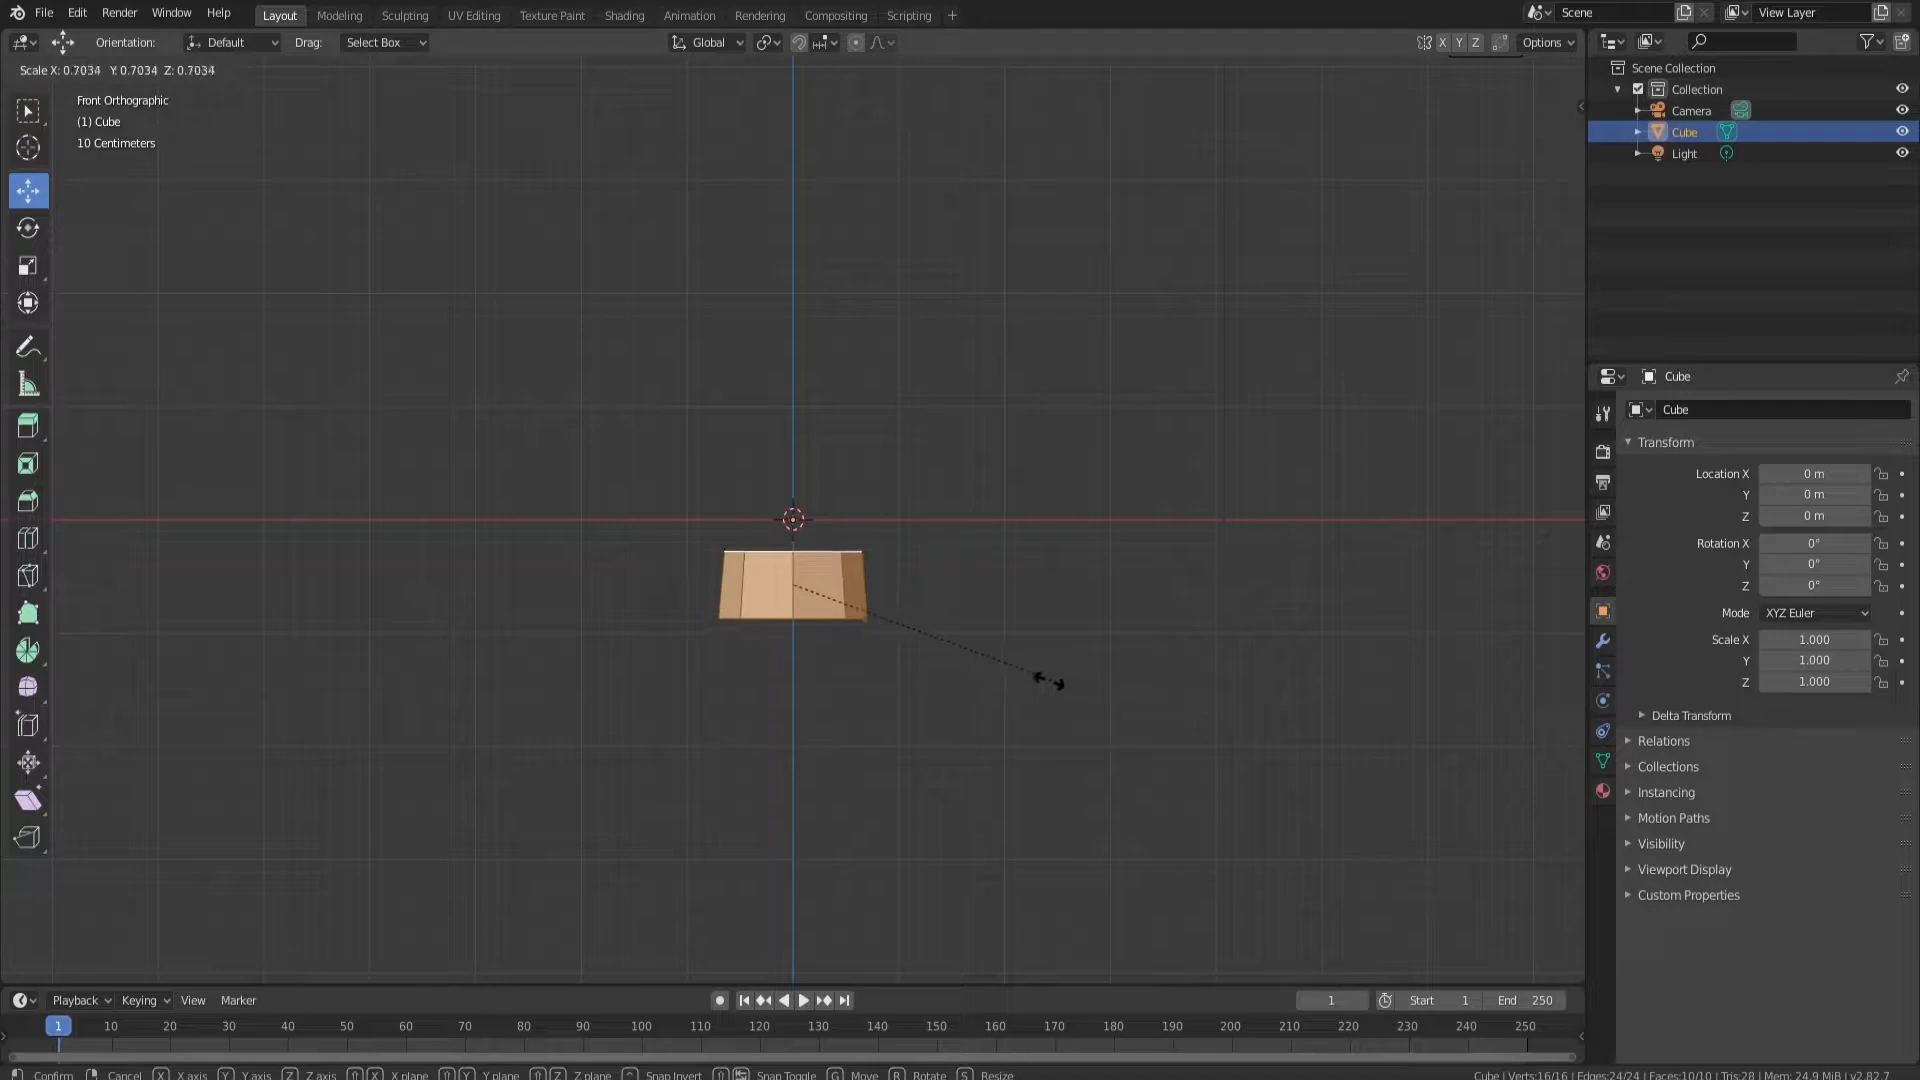 File Edit Render Window Help Layout Modeling Sculpting UV Editing Texture Paint Shading Animation Rendering Compositing Scripting + Scene View Layer
Orientation: Default Drag: Select Box Global X Y Z Options
Scale X: 0.7034 Y: 0.7034 Z: 0.7034
Front Orthographic
(1) Cube
10 Centimeters
Scene Collection
Collection
Camera
Cube
Light
Cube
Cube
Transform
Location X 0 m
Y 0 m
Z 0 m
Rotation X 0°
Y 0°
Z 0°
Mode XYZ Euler
Scale X 1.000
Y 1.000
Z 1.000
Delta Transform
Relations
Collections
Instancing
Motion Paths
Visibility
Viewport Display
Custom Properties
Playback Keying View Marker 1 Start 1 End 250
1 10 20 30 40 50 60 70 80 90 100 110 120 130 140 150 160 170 180 190 200 210 220 230 240 250
Confirm Cancel X X axis Y Y axis Z Z axis X X plane Y Y plane Z Z plane Snap Invert Snap Toggle G Move R Rotate S Resize Cube | Verts:16/16 | Edges:24/24 | Faces:10/10 | Tris:28 | Mem: 24.9 MiB | v2.82.7